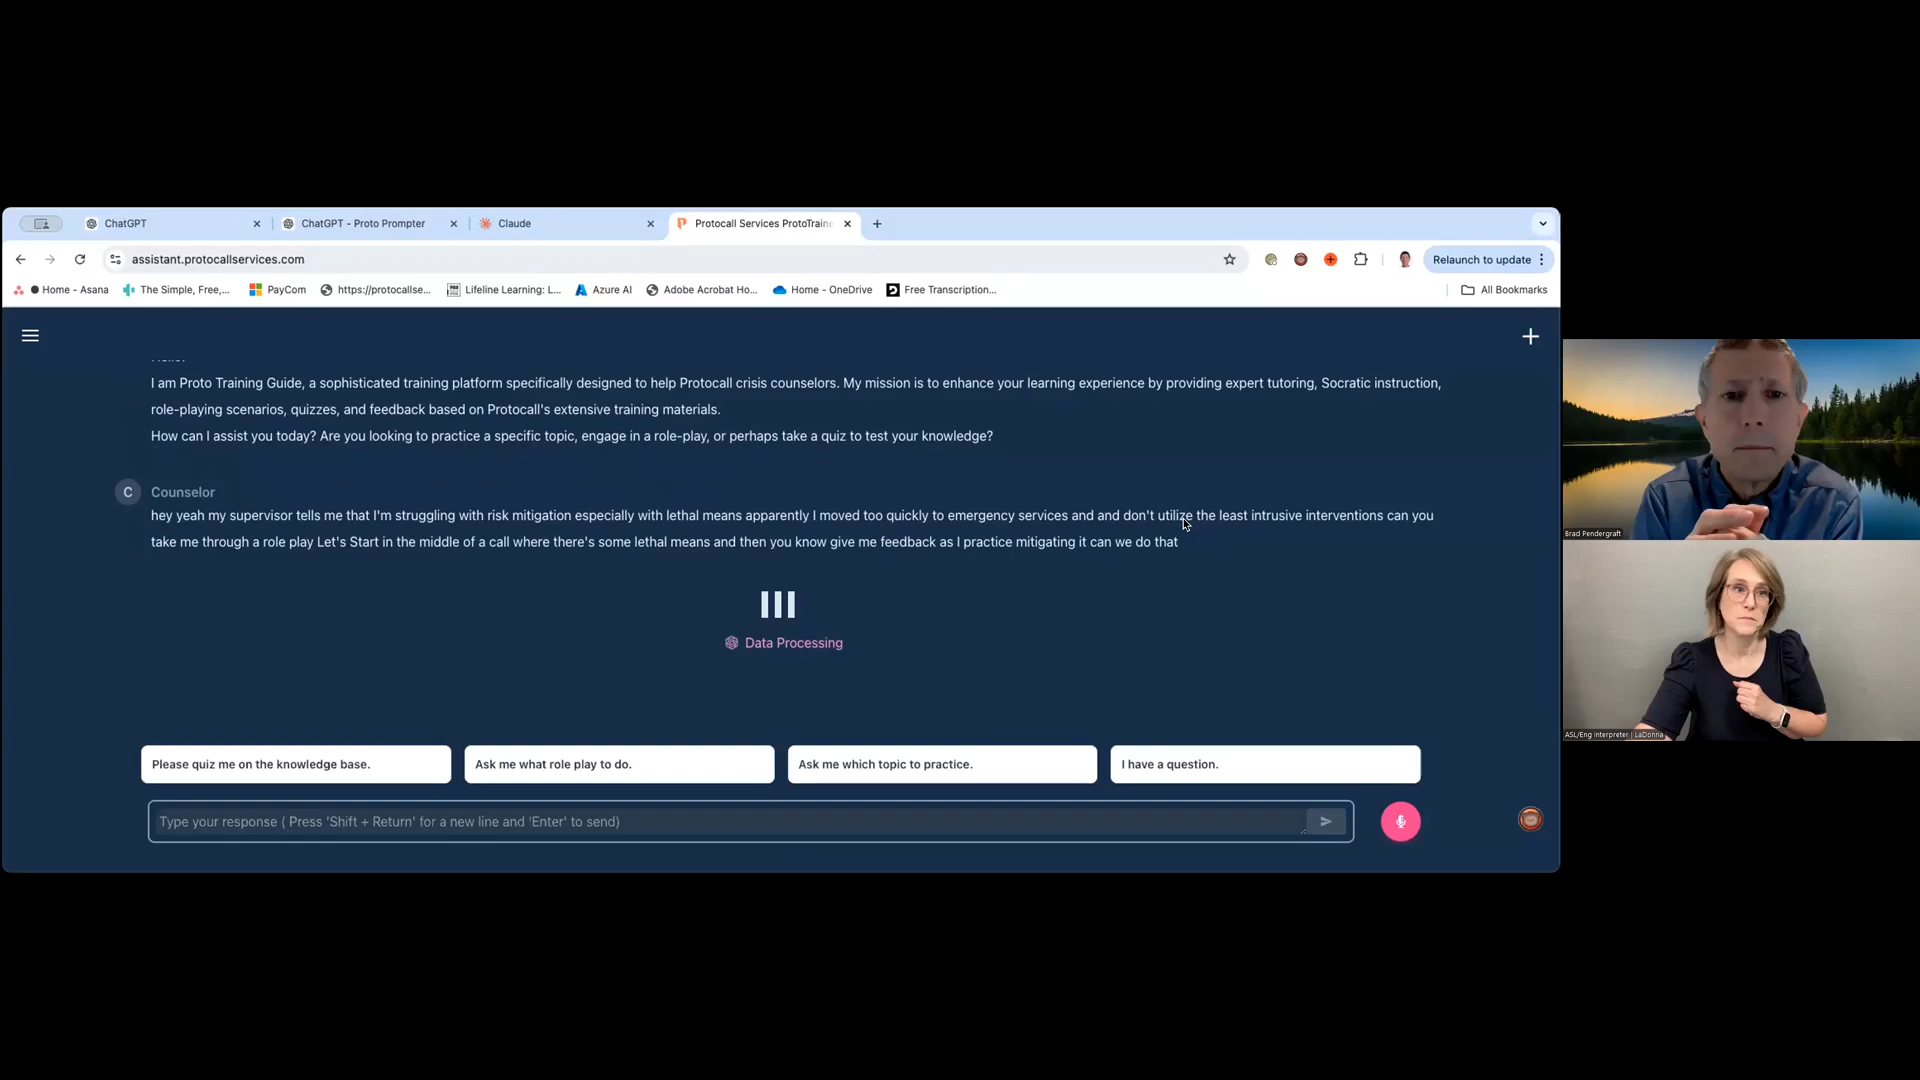 ChatGPT
ChatGPT - Proto Prompter
Claude
Protocall Services ProtoTraine
assistant.protocallservices.com
Relaunch to update
Home - Asana
The Simple, Free,...
PayCom
https://protocallse...
Lifeline Learning: L...
Azure AI
Adobe Acrobat Ho...
Home - OneDrive
Free Transcription...
All Bookmarks
I am Proto Training Guide, a sophisticated training platform specifically designed to help Protocall crisis counselors. My mission is to enhance your learning experience by providing expert tutoring, Socratic instruction,
role-playing scenarios, quizzes, and feedback based on Protocall's extensive training materials.
How can I assist you today? Are you looking to practice a specific topic, engage in a role-play, or perhaps take a quiz to test your knowledge?
C Counselor
hey yeah my supervisor tells me that I'm struggling with risk mitigation especially with lethal means apparently I moved too quickly to emergency services and and don't utilize the least intrusive interventions can you
take me through a role play Let's Start in the middle of a call where there's some lethal means and then you know give me feedback as I practice mitigating it can we do that
Data Processing
Please quiz me on the knowledge base.
Ask me what role play to do.
Ask me which topic to practice.
I have a question.
Type your response ( Press 'Shift + Return' for a new line and 'Enter' to send)
Brad Pendergraft
ASL/Eng Interpreter | LaDonna